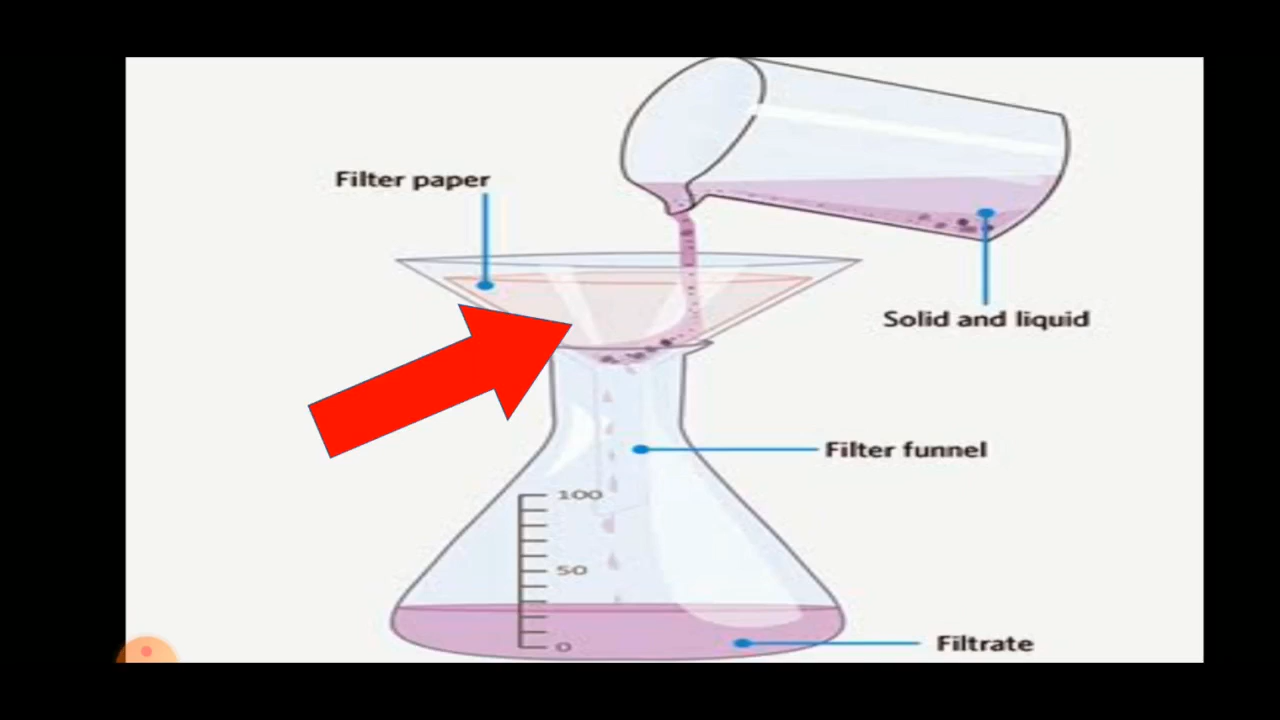 Filter paper
Solid and liquid
Filter funnel
100
50
0
Filtrate